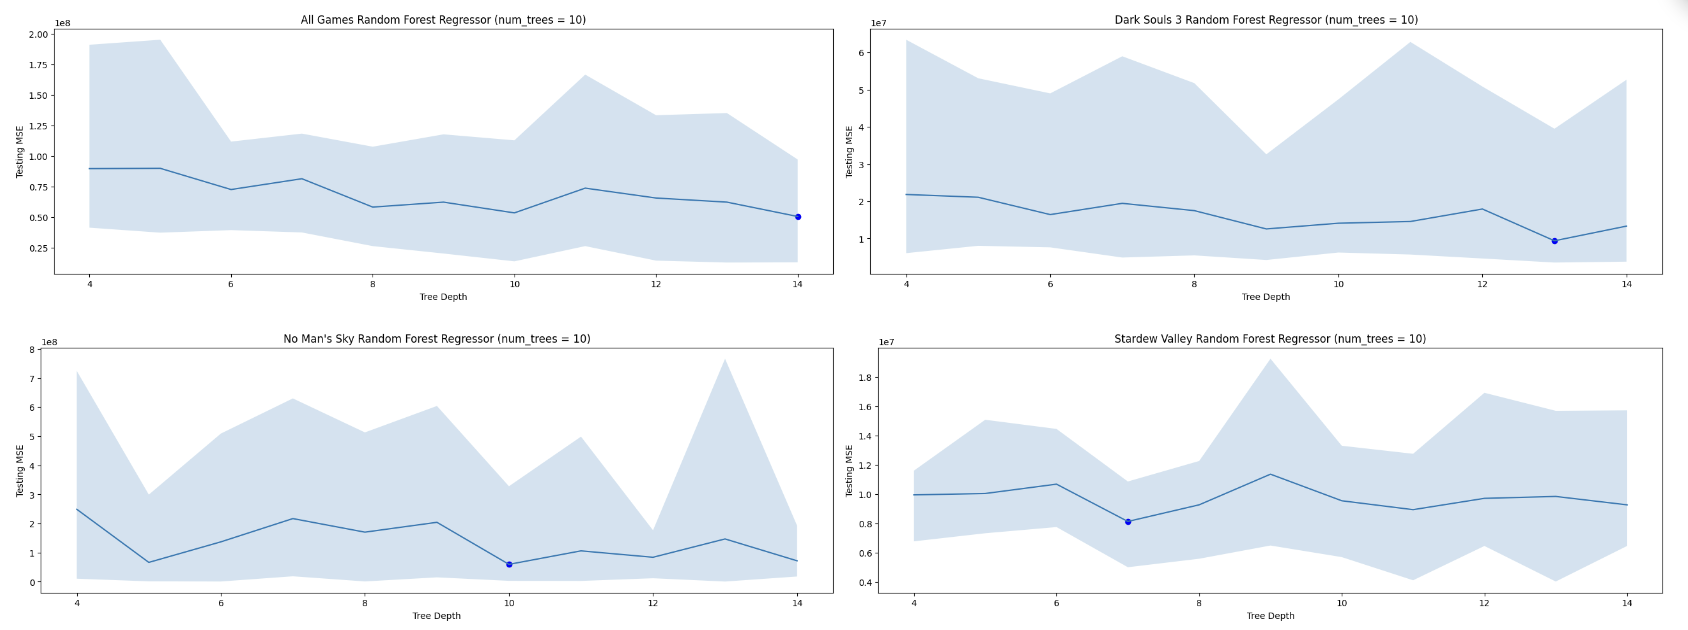 All Games Random Forest Regressor (num_trees = 10)
1e8
2.00
1.75
1.50
1.25
1.00
0.75
0.50
0.25
Testing MSE
4 6 8 10 12 14
Tree Depth
Dark Souls 3 Random Forest Regressor (num_trees = 10)
1e7
6
5
4
3
2
1
Testing MSE
4 6 8 10 12 14
Tree Depth
No Man's Sky Random Forest Regressor (num_trees = 10)
1e8
8
7
6
5
4
3
2
1
0
Testing MSE
4 6 8 10 12 14
Tree Depth
Stardew Valley Random Forest Regressor (num_trees = 10)
1e7
1.8
1.6
1.4
1.2
1.0
0.8
0.6
0.4
Testing MSE
4 6 8 10 12 14
Tree Depth